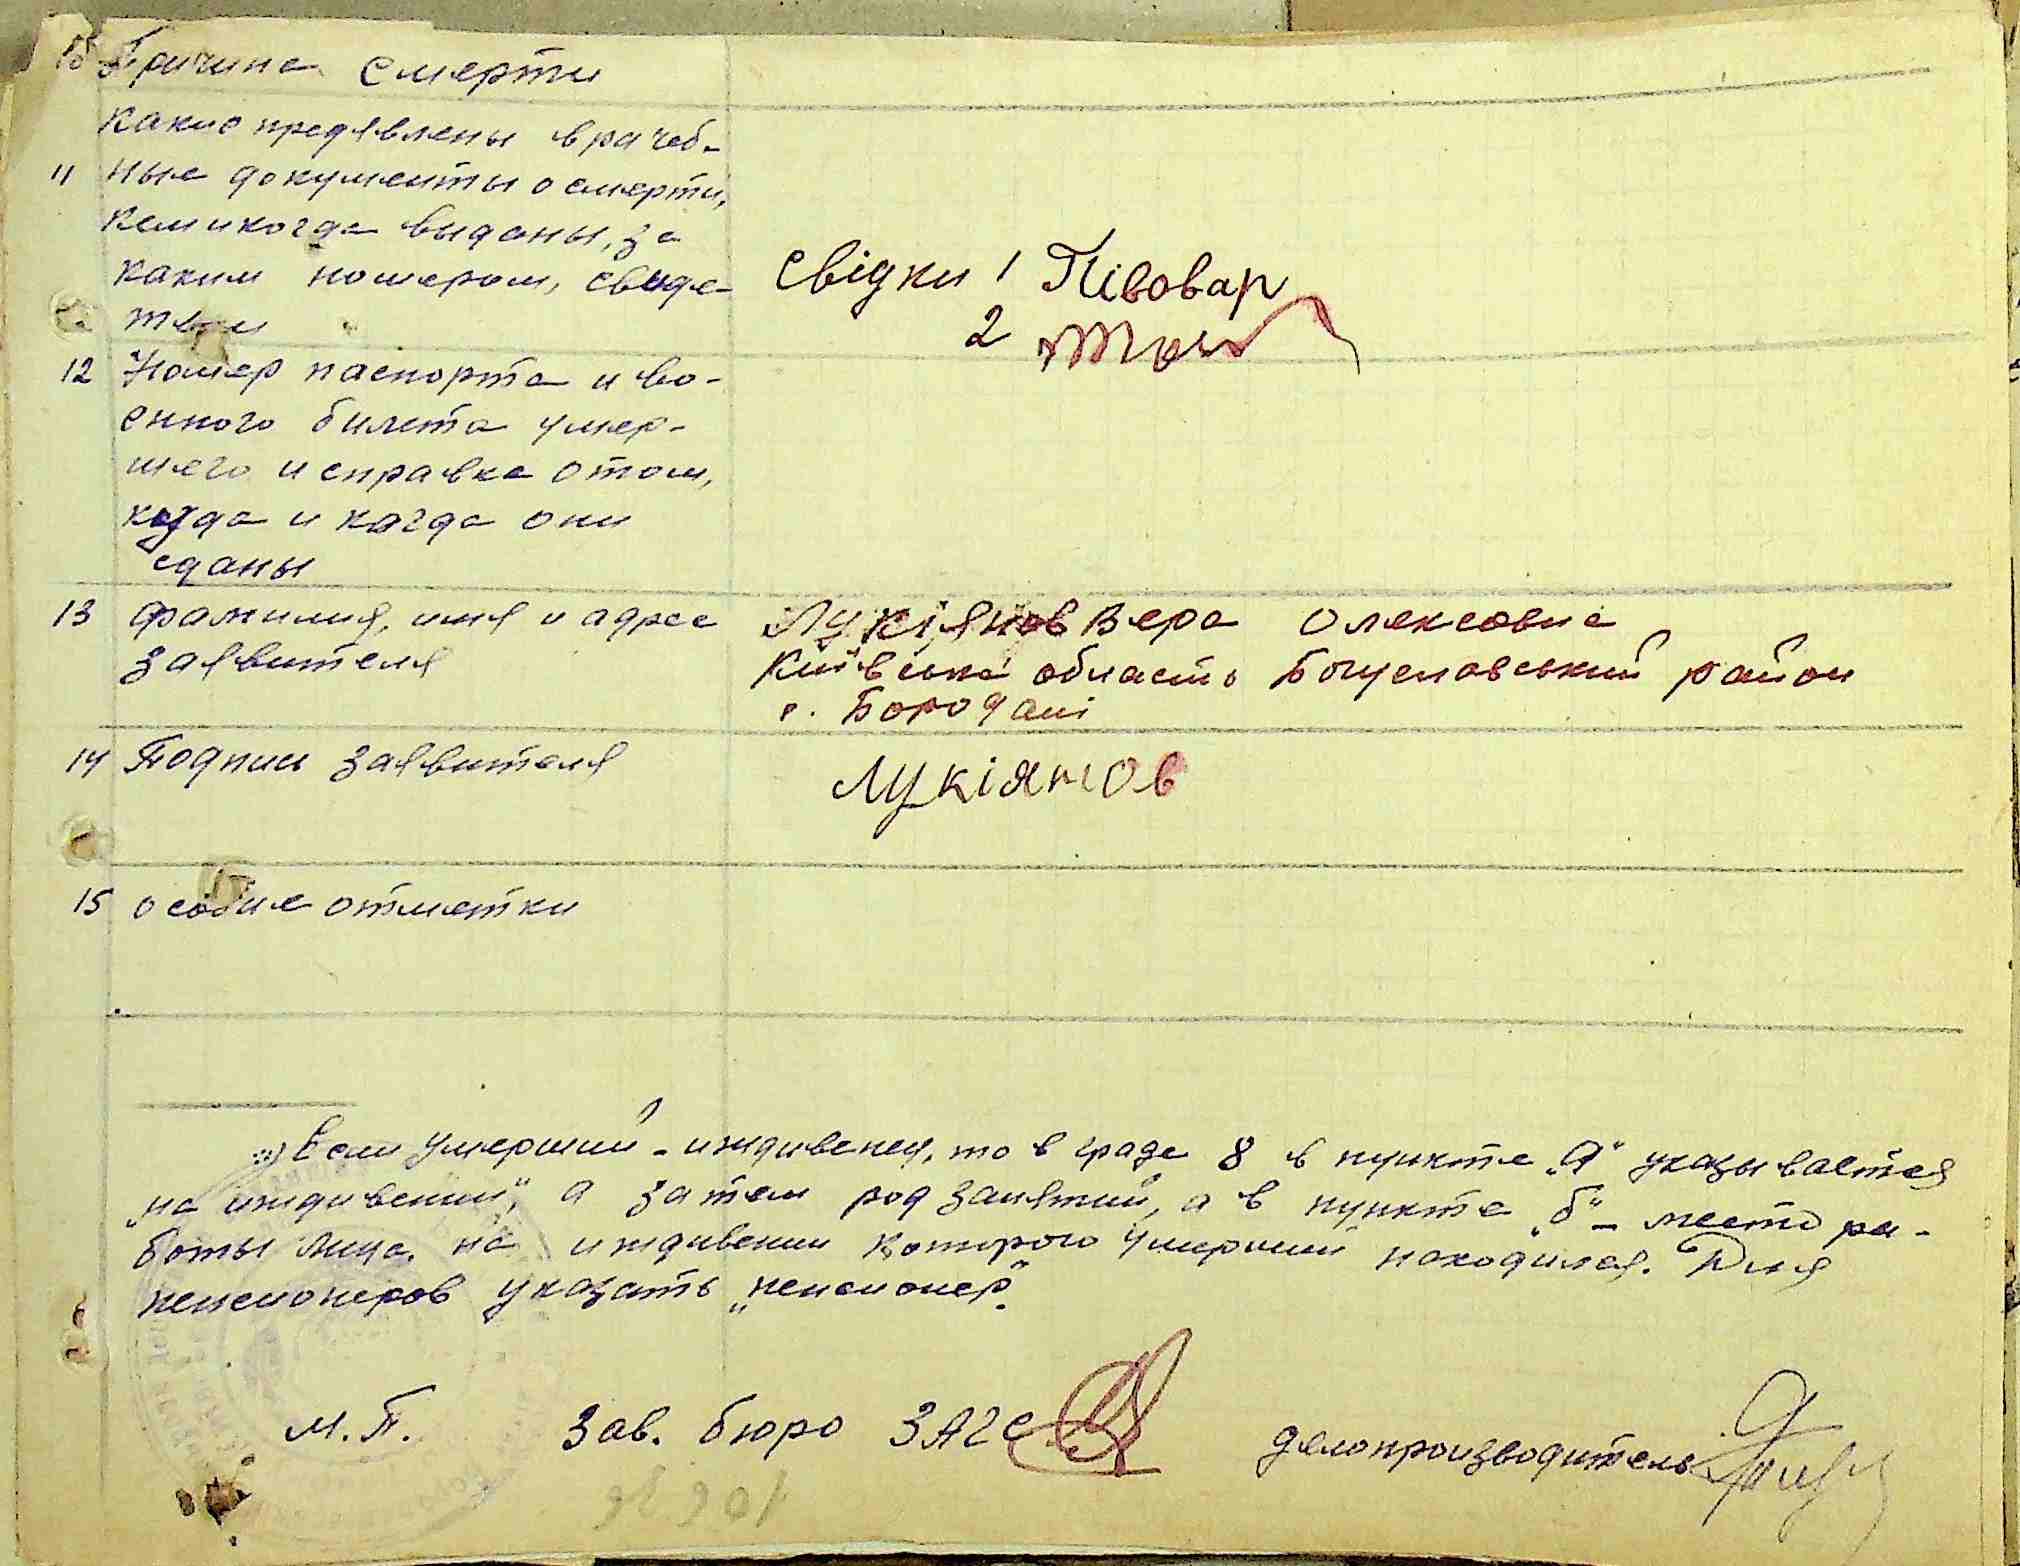 10 Причина смерти
Какие предявлены врачеб-
11 ные документы о смерти,
кем и когда выданы, за
каким номером, свиде-
тели
Свідки 1 Півовар
2
12 Номер паспорта и во-
енного билета умер-
шего и справка о том,
куда и когда они
сданы
13 Фамилия, имя и адрес
заявителя
Лукіянов Вера Олексовна
Київська область Богуславський район
с. Бородані
14 Подпись заявителя
Лукіянов
15 особые отметки
Если умерший - иждивенец, то в графе 8 в пункте „а" указывается
„на иждивении", а затем род занятий, а в пункте „б" - место ра-
боты лица, на иждивении которого умерший находился. Для
пенсионеров указать „пенсионер".
М.П. Зав. бюро ЗАГС делопроизводитель